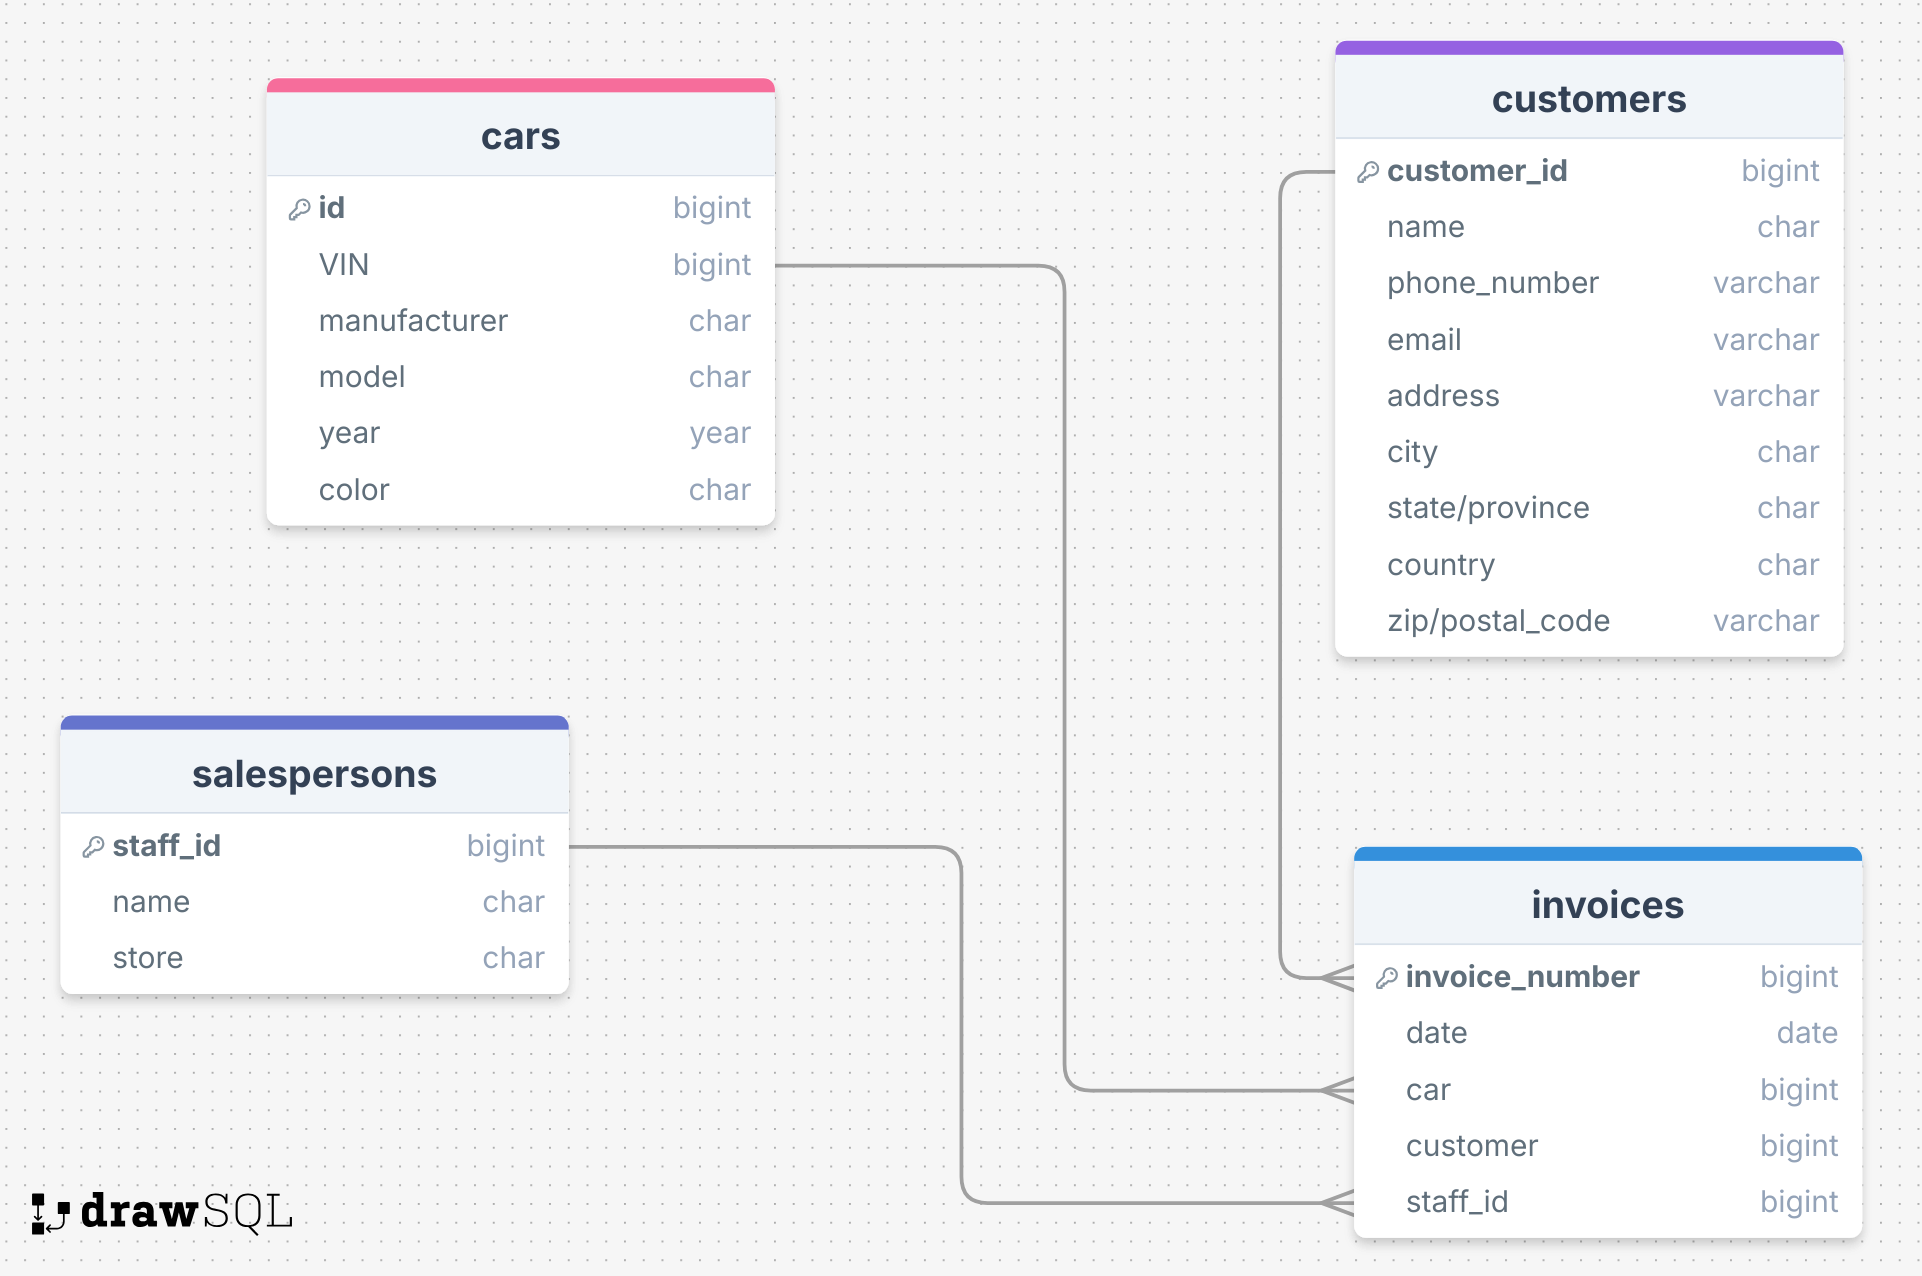 cars
id bigint
VIN bigint
manufacturer char
model char
year year
color char
customers
customer_id bigint
name char
phone_number varchar
email varchar
address varchar
city char
state/province char
country char
zip/postal_code varchar
salespersons
staff_id bigint
name char
store char
invoices
invoice_number bigint
date date
car bigint
customer bigint
staff_id bigint
drawSQL